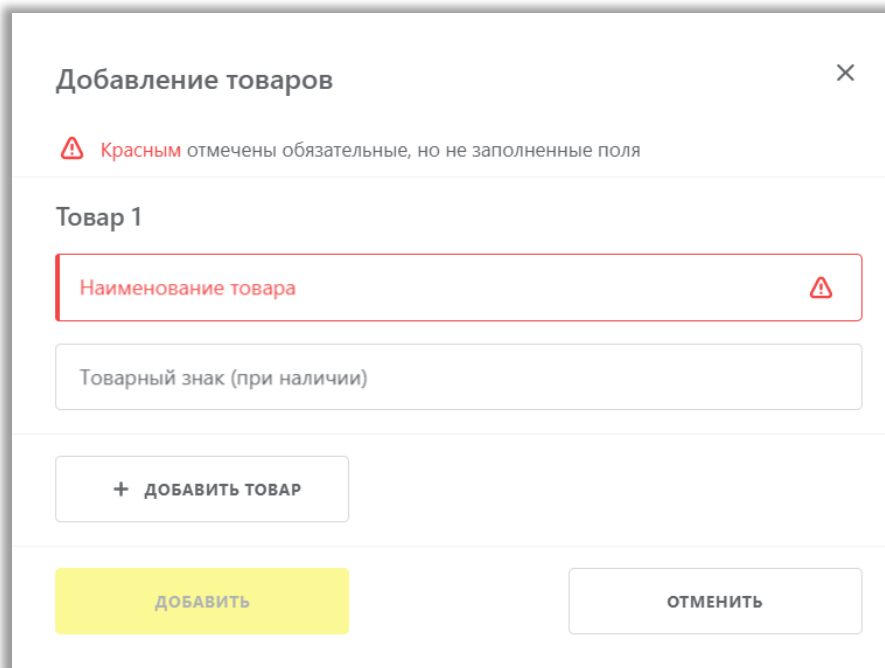 Добавление товаров
Красным отмечены обязательные, но не заполненные поля
Товар 1
Наименование товара
Товарный знак (при наличии)
+ ДОБАВИТЬ ТОВАР
ДОБАВИТЬ
ОТМЕНИТЬ